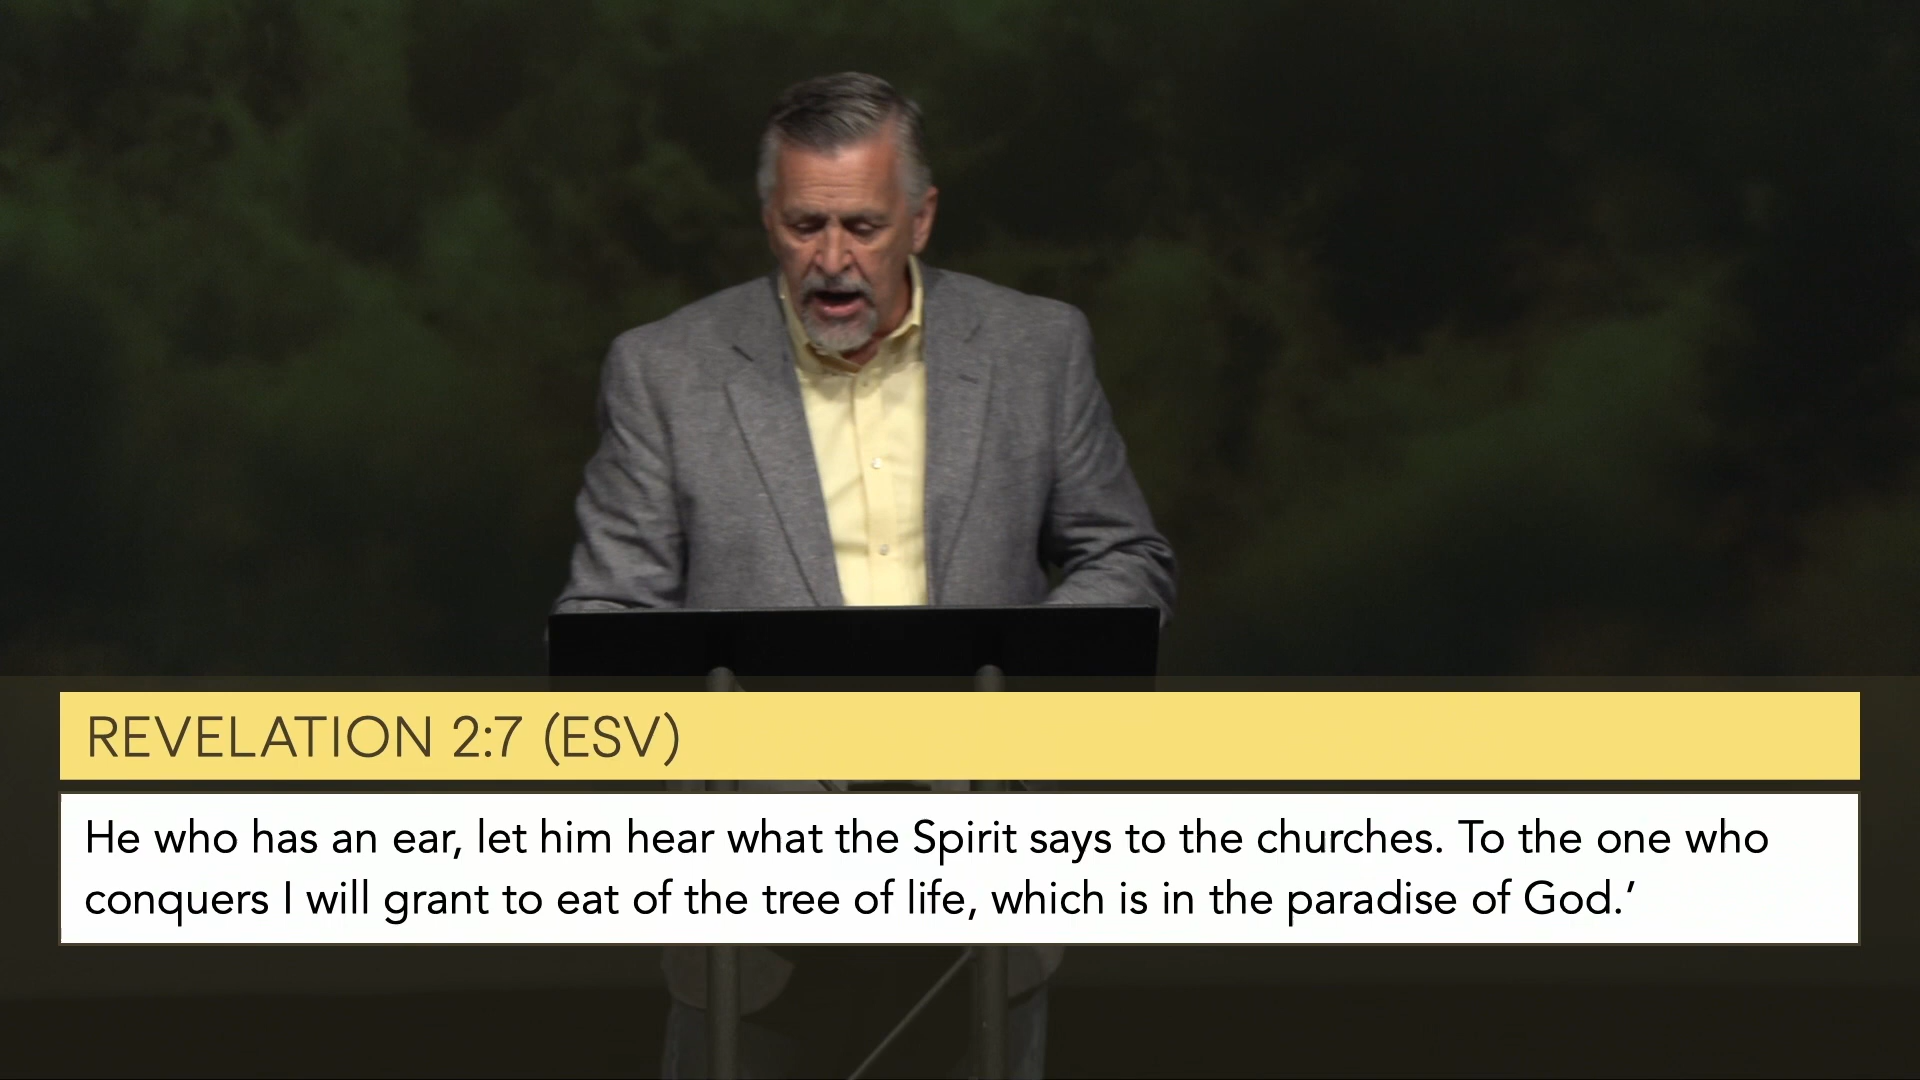 REVELATION 2:7 (ESV)
He who has an ear, let him hear what the Spirit says to the churches. To the one who
conquers I will grant to eat of the tree of life, which is in the paradise of God.’